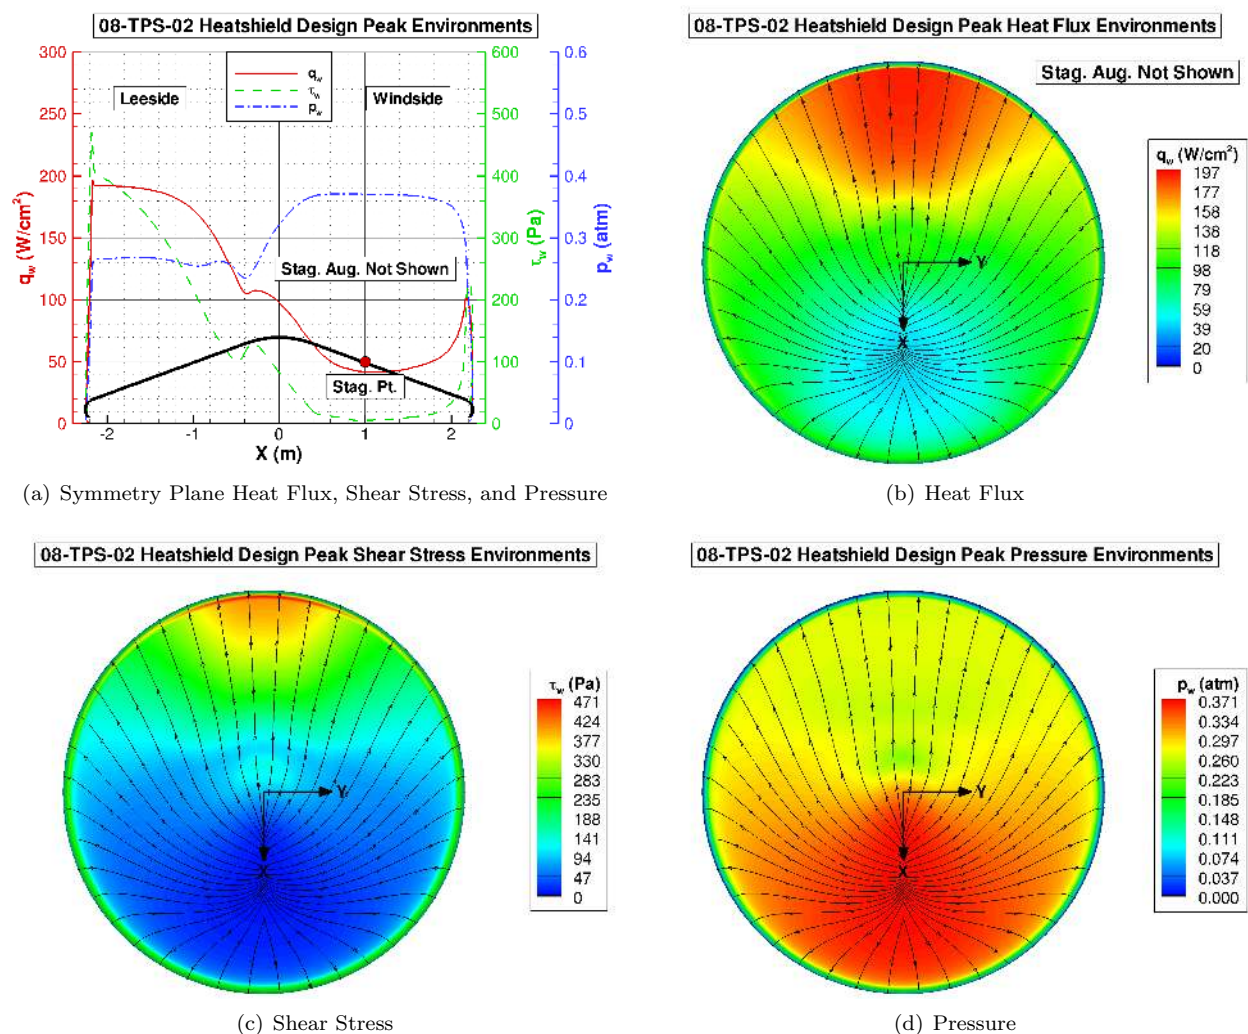 08-TPS-02 Heatshield Design Peak Environments
300
250
200
150
100
50
0
q_w (W/cm²)
q_w
τ_w
p_w
Leeside
Windside
Stag. Aug. Not Shown
Stag. Pt.
-2
-1
0
1
2
X (m)
600
500
400
300
200
100
0
τ_w (Pa)
0.6
0.5
0.4
0.3
0.2
0.1
0
p_w (atm)
(a) Symmetry Plane Heat Flux, Shear Stress, and Pressure
08-TPS-02 Heatshield Design Peak Heat Flux Environments
Stag. Aug. Not Shown
Y
X
q_w (W/cm²)
197
177
158
138
118
98
79
59
39
20
0
(b) Heat Flux
08-TPS-02 Heatshield Design Peak Shear Stress Environments
Y
X
τ_w (Pa)
471
424
377
330
283
235
188
141
94
47
0
(c) Shear Stress
08-TPS-02 Heatshield Design Peak Pressure Environments
Y
X
p_w (atm)
0.371
0.334
0.297
0.260
0.223
0.185
0.148
0.111
0.074
0.037
0.000
(d) Pressure